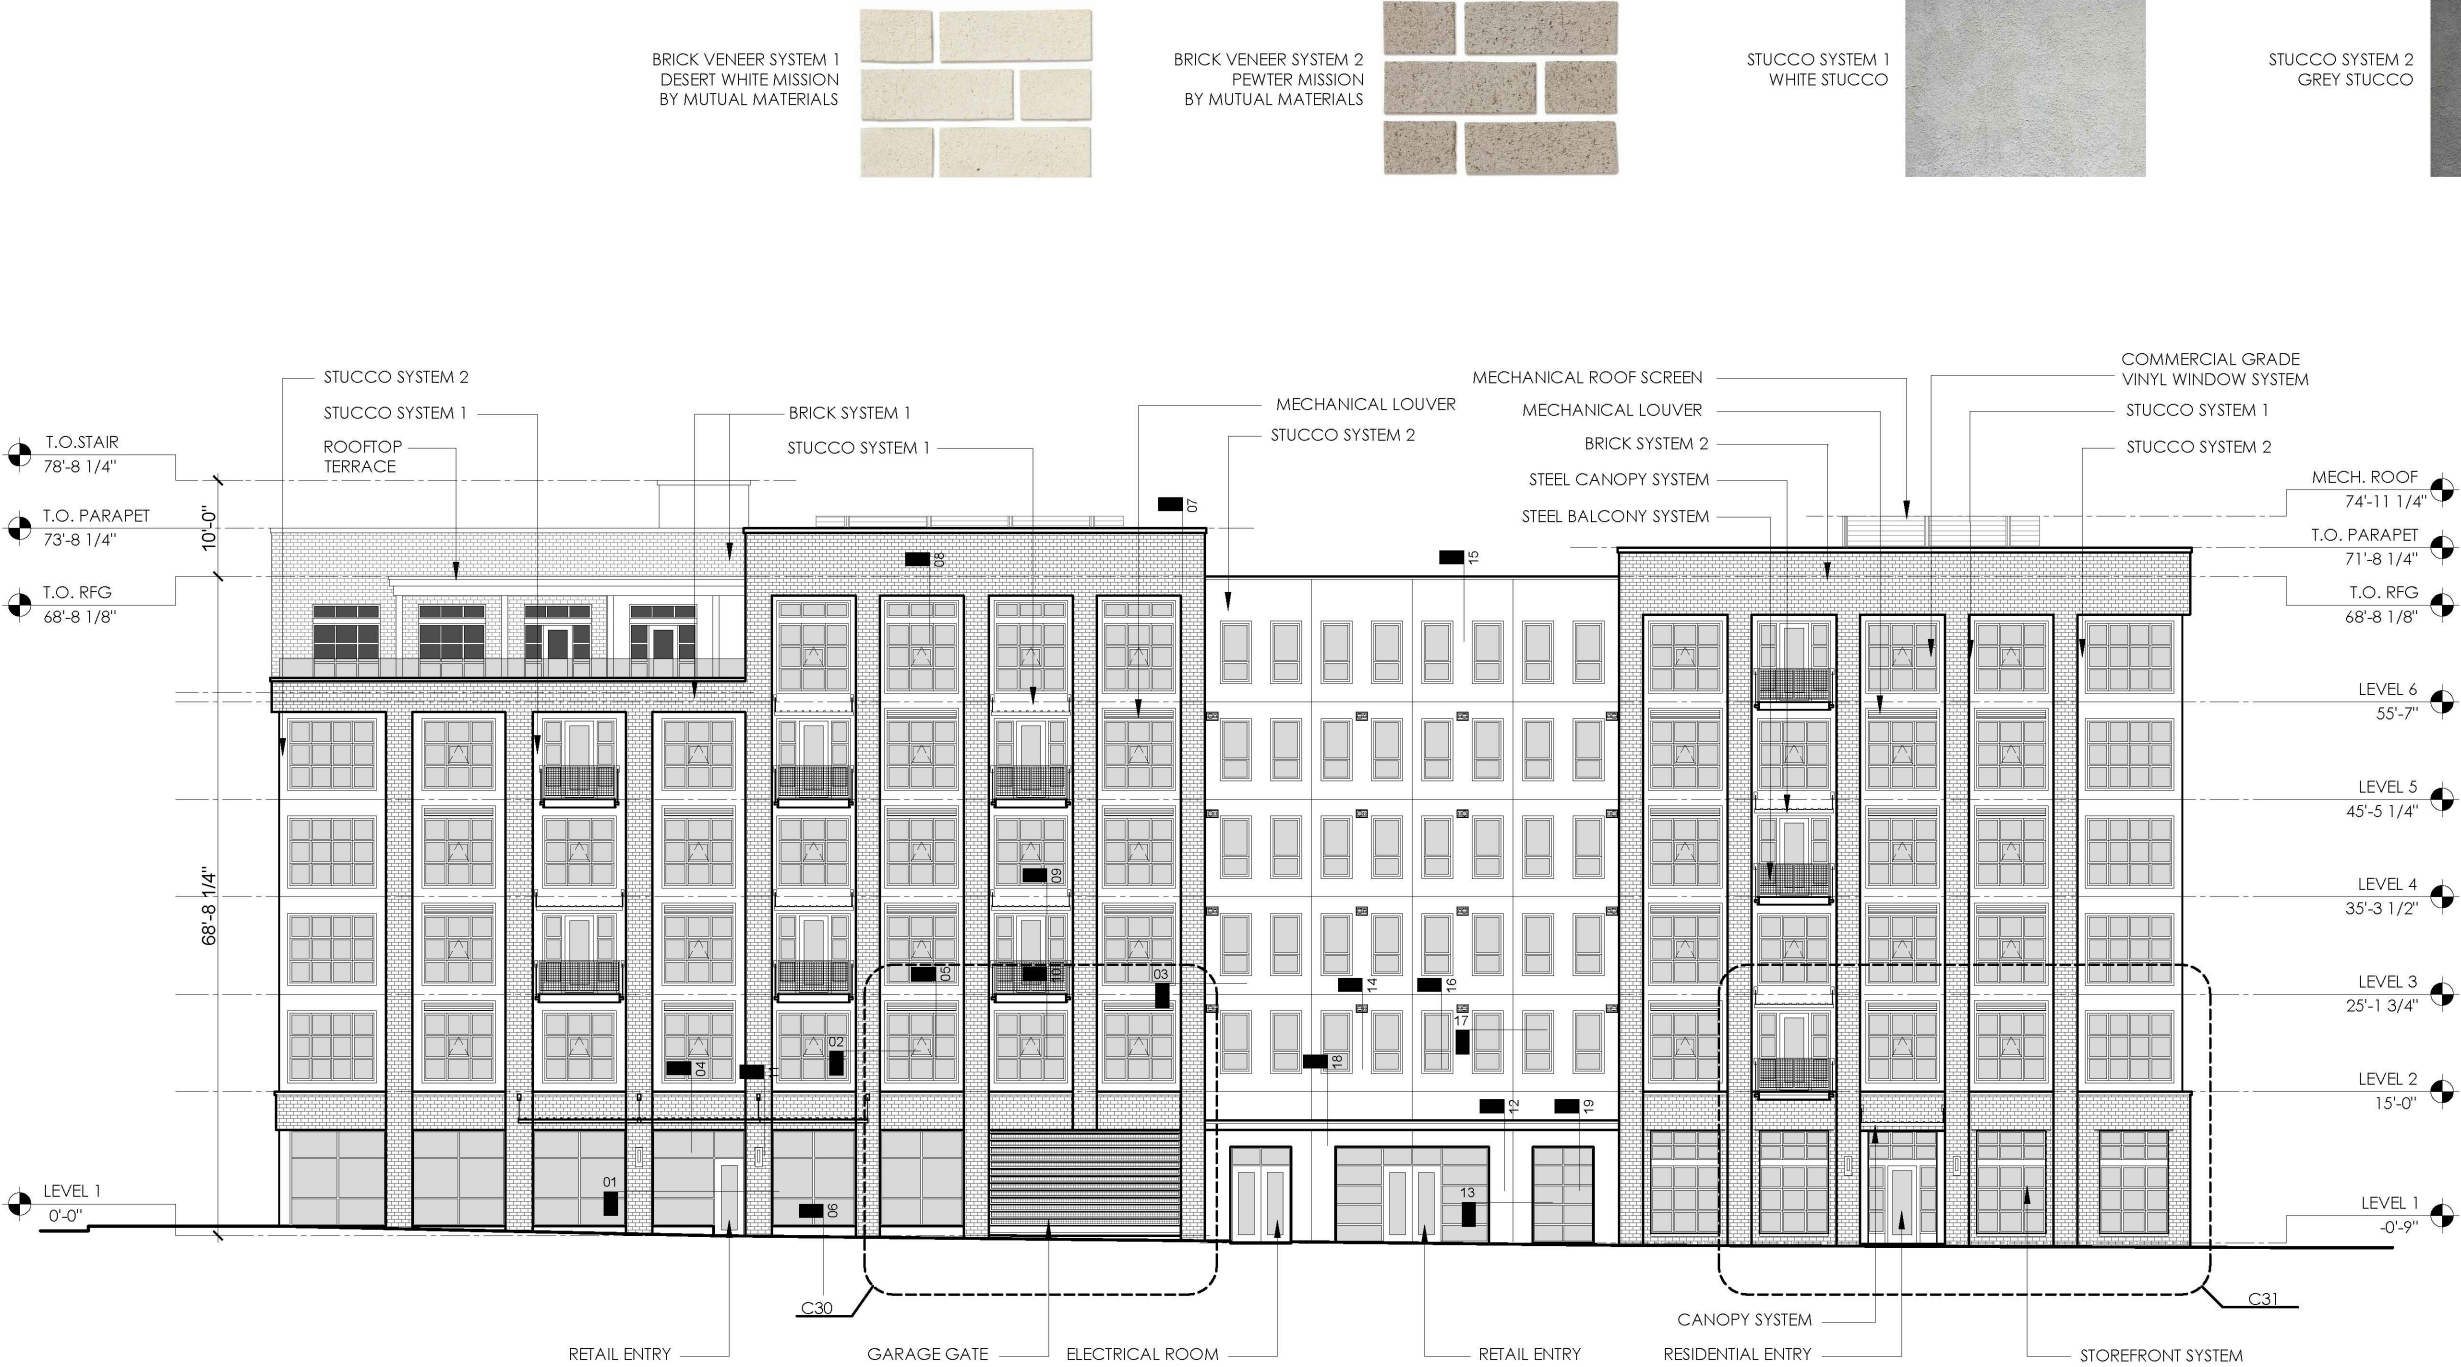 BRICK VENEER SYSTEM 1
DESERT WHITE MISSION
BY MUTUAL MATERIALS
BRICK VENEER SYSTEM 2
PEWTER MISSION
BY MUTUAL MATERIALS
STUCCO SYSTEM 1
WHITE STUCCO
STUCCO SYSTEM 2
GREY STUCCO
T.O.STAIR
78'-8 1/4"
T.O. PARAPET
73'-8 1/4"
T.O. RFG
68'-8 1/8"
LEVEL 1
0'-0"
10'-0"
68'-8 1/4"
STUCCO SYSTEM 2
STUCCO SYSTEM 1
ROOFTOP
TERRACE
BRICK SYSTEM 1
STUCCO SYSTEM 1
MECHANICAL LOUVER
STUCCO SYSTEM 2
MECHANICAL ROOF SCREEN
MECHANICAL LOUVER
BRICK SYSTEM 2
STEEL CANOPY SYSTEM
STEEL BALCONY SYSTEM
COMMERCIAL GRADE
VINYL WINDOW SYSTEM
STUCCO SYSTEM 1
STUCCO SYSTEM 2
MECH. ROOF
74'-11 1/4"
T.O. PARAPET
71'-8 1/4"
T.O. RFG
68'-8 1/8"
LEVEL 6
55'-7"
LEVEL 5
45'-5 1/4"
LEVEL 4
35'-3 1/2"
LEVEL 3
25'-1 3/4"
LEVEL 2
15'-0"
LEVEL 1
-0'-9"
07
08
15
09
05
10
03
14
16
17
02
04
11
18
12
19
01
06
13
C30
C31
RETAIL ENTRY
GARAGE GATE
ELECTRICAL ROOM
RETAIL ENTRY
CANOPY SYSTEM
RESIDENTIAL ENTRY
STOREFRONT SYSTEM